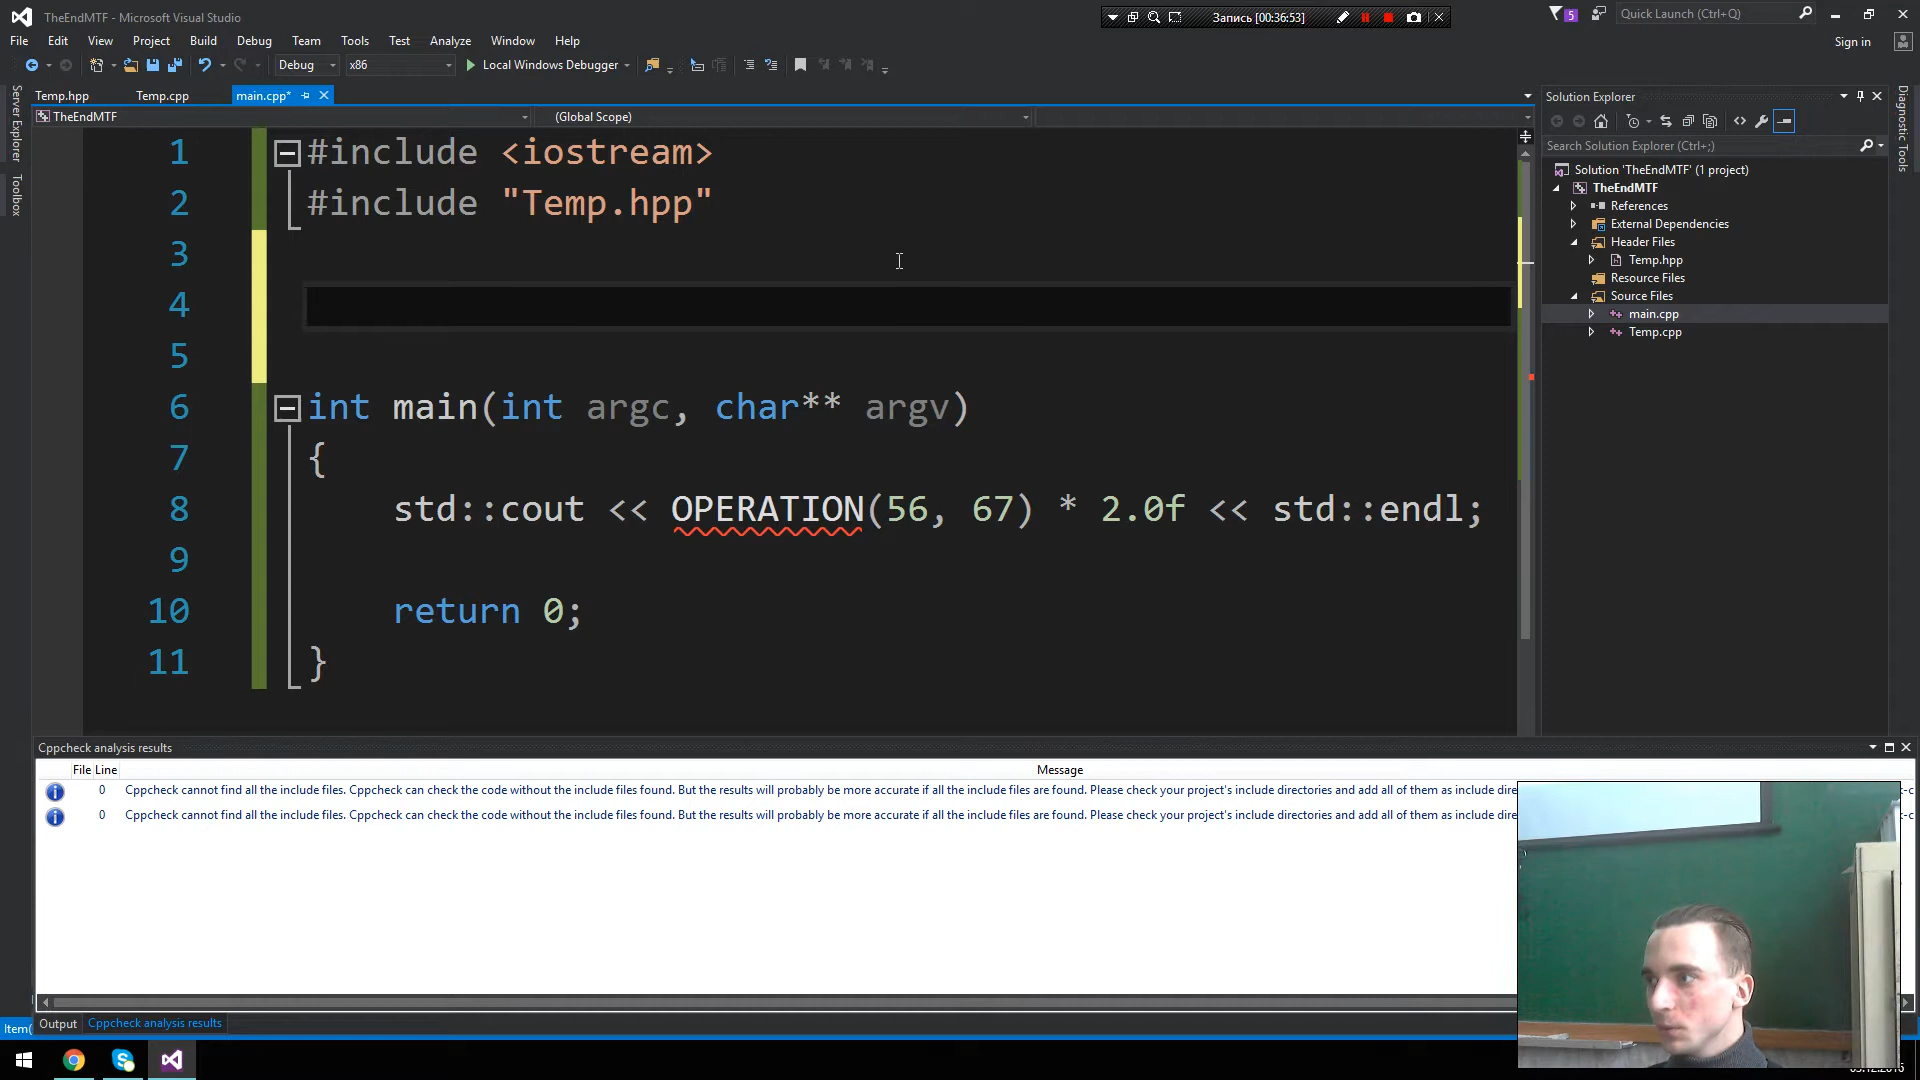 TheEndMTF - Microsoft Visual Studio
Запись [00:36:53]
5
Quick Launch (Ctrl+Q)
File Edit View Project Build Debug Team Tools Test Analyze Window Help
Sign in
Debug x86 Local Windows Debugger
Server Explorer
Toolbox
Temp.hpp Temp.cpp main.cpp*
TheEndMTF (Global Scope)
1 #include <iostream>
2 #include "Temp.hpp"
3
4
5
6 int main(int argc, char** argv)
7 {
8 std::cout << OPERATION(56, 67) * 2.0f << std::endl;
9
10 return 0;
11 }
Solution Explorer
Search Solution Explorer (Ctrl+;)
Solution 'TheEndMTF' (1 project)
TheEndMTF
References
External Dependencies
Header Files
Temp.hpp
Resource Files
Source Files
main.cpp
Temp.cpp
Diagnostic Tools
Cppcheck analysis results
File Line Message
0 Cppcheck cannot find all the include files. Cppcheck can check the code without the include files found. But the results will probably be more accurate if all the include files are found. Please check your project's include directories and add all of them as include dire
0 Cppcheck cannot find all the include files. Cppcheck can check the code without the include files found. But the results will probably be more accurate if all the include files are found. Please check your project's include directories and add all of them as include dire
Output Cppcheck analysis results
Item(